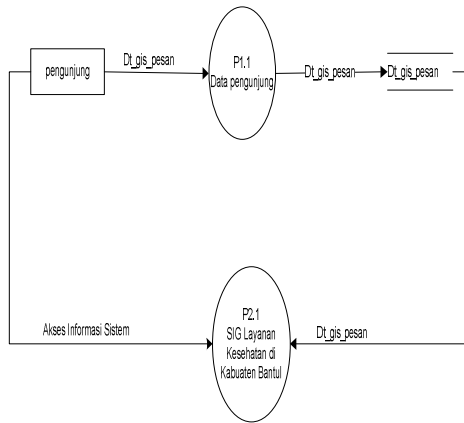 pengunjung
Dt_gis_pesan
P1.1
Data pengunjung
Dt_gis_pesan
Dt_gis_pesan
Akses Informasi Sistem
P2.1
SIG Layanan
Kesehatan di
Kabuaten Bantul
Dt_gis_pesan